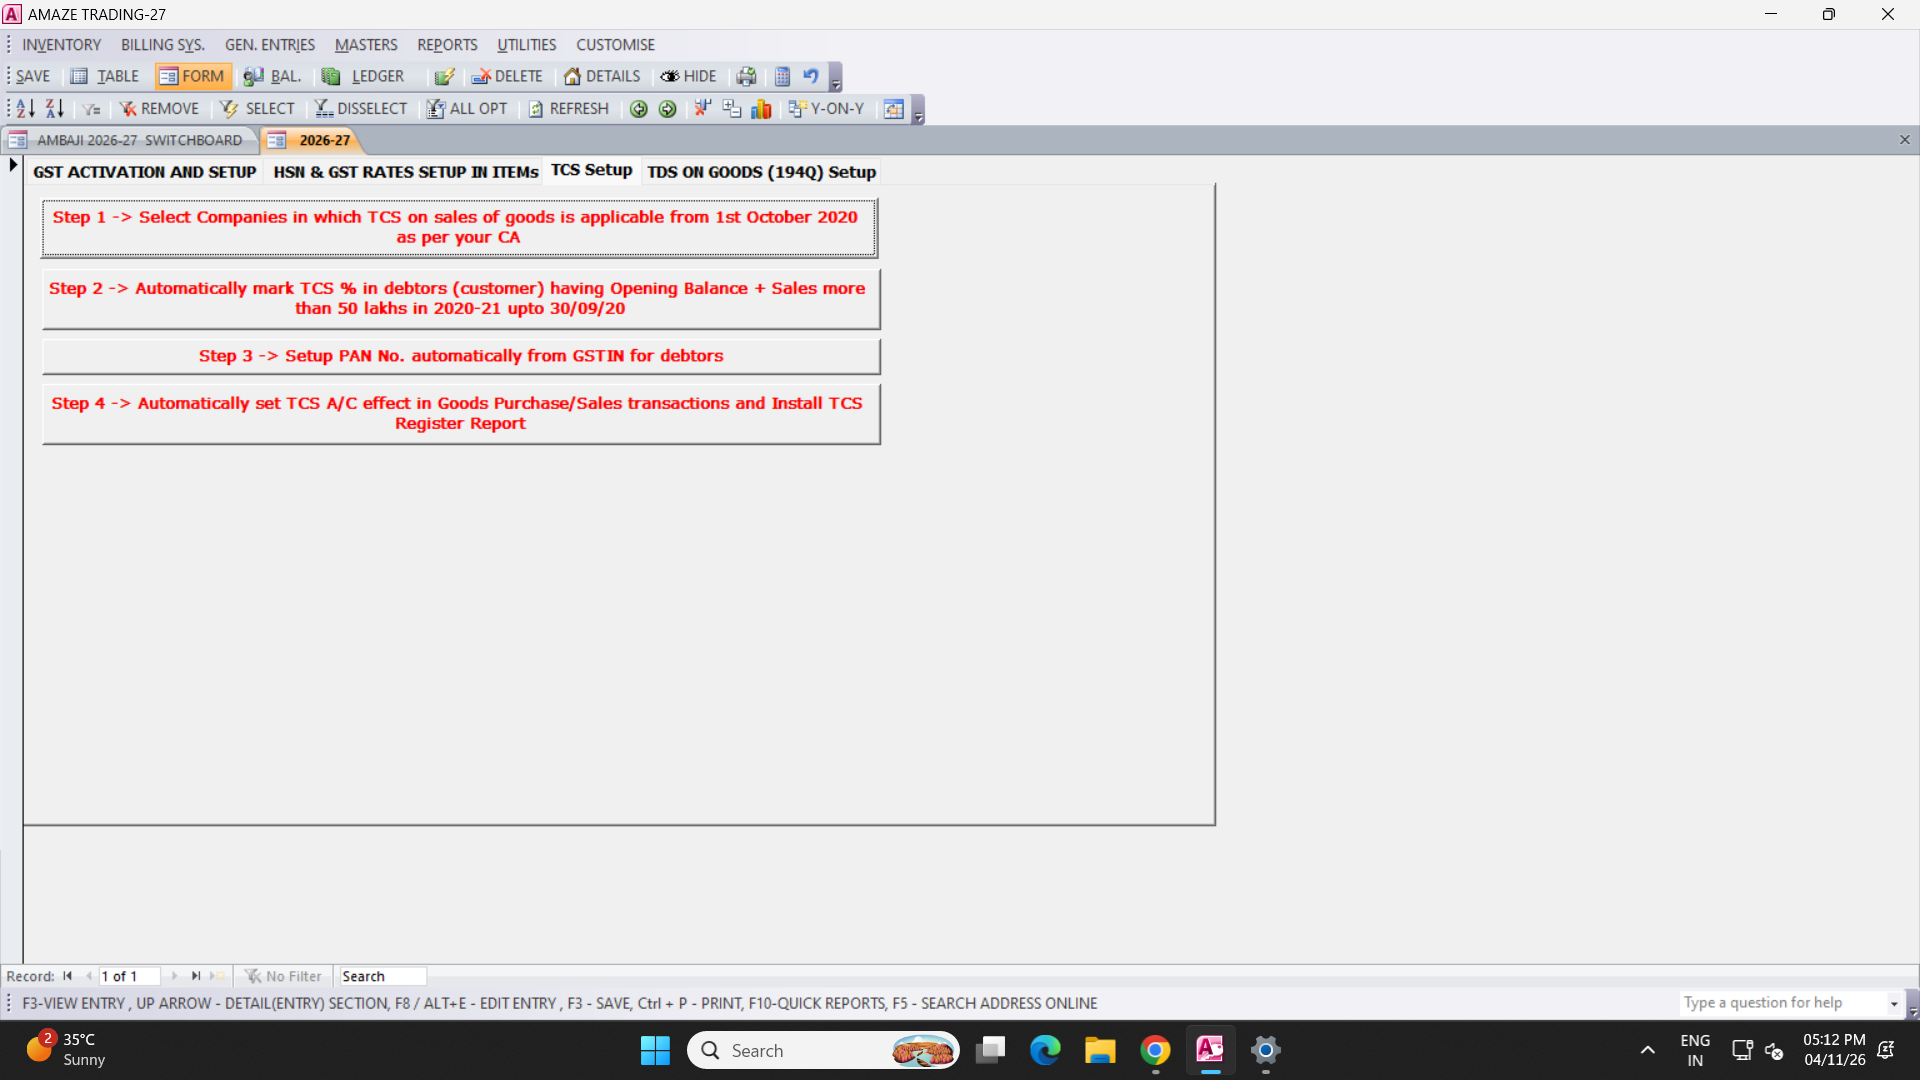 AMAZE TRADING-27
INVENTORY BILLING SYS. GEN. ENTRIES MASTERS REPORTS UTILITIES CUSTOMISE
SAVE TABLE FORM BAL. LEDGER DELETE DETAILS HIDE
REMOVE SELECT DISSELECT ALL OPT REFRESH Y-ON-Y
AMBAJI 2026-27 SWITCHBOARD 2026-27
GST ACTIVATION AND SETUP HSN & GST RATES SETUP IN ITEMs TCS Setup TDS ON GOODS (194Q) Setup
Step 1 -> Select Companies in which TCS on sales of goods is applicable from 1st October 2020
as per your CA
Step 2 -> Automatically mark TCS % in debtors (customer) having Opening Balance + Sales more
than 50 lakhs in 2020-21 upto 30/09/20
Step 3 -> Setup PAN No. automatically from GSTIN for debtors
Step 4 -> Automatically set TCS A/C effect in Goods Purchase/Sales transactions and Install TCS
Register Report
Record: 1 of 1 No Filter Search
F3-VIEW ENTRY , UP ARROW - DETAIL(ENTRY) SECTION, F8 / ALT+E - EDIT ENTRY , F3 - SAVE, Ctrl + P - PRINT, F10-QUICK REPORTS, F5 - SEARCH ADDRESS ONLINE
Type a question for help
2
35°C
Sunny
Search
ENG
IN
05:12 PM
04/11/26